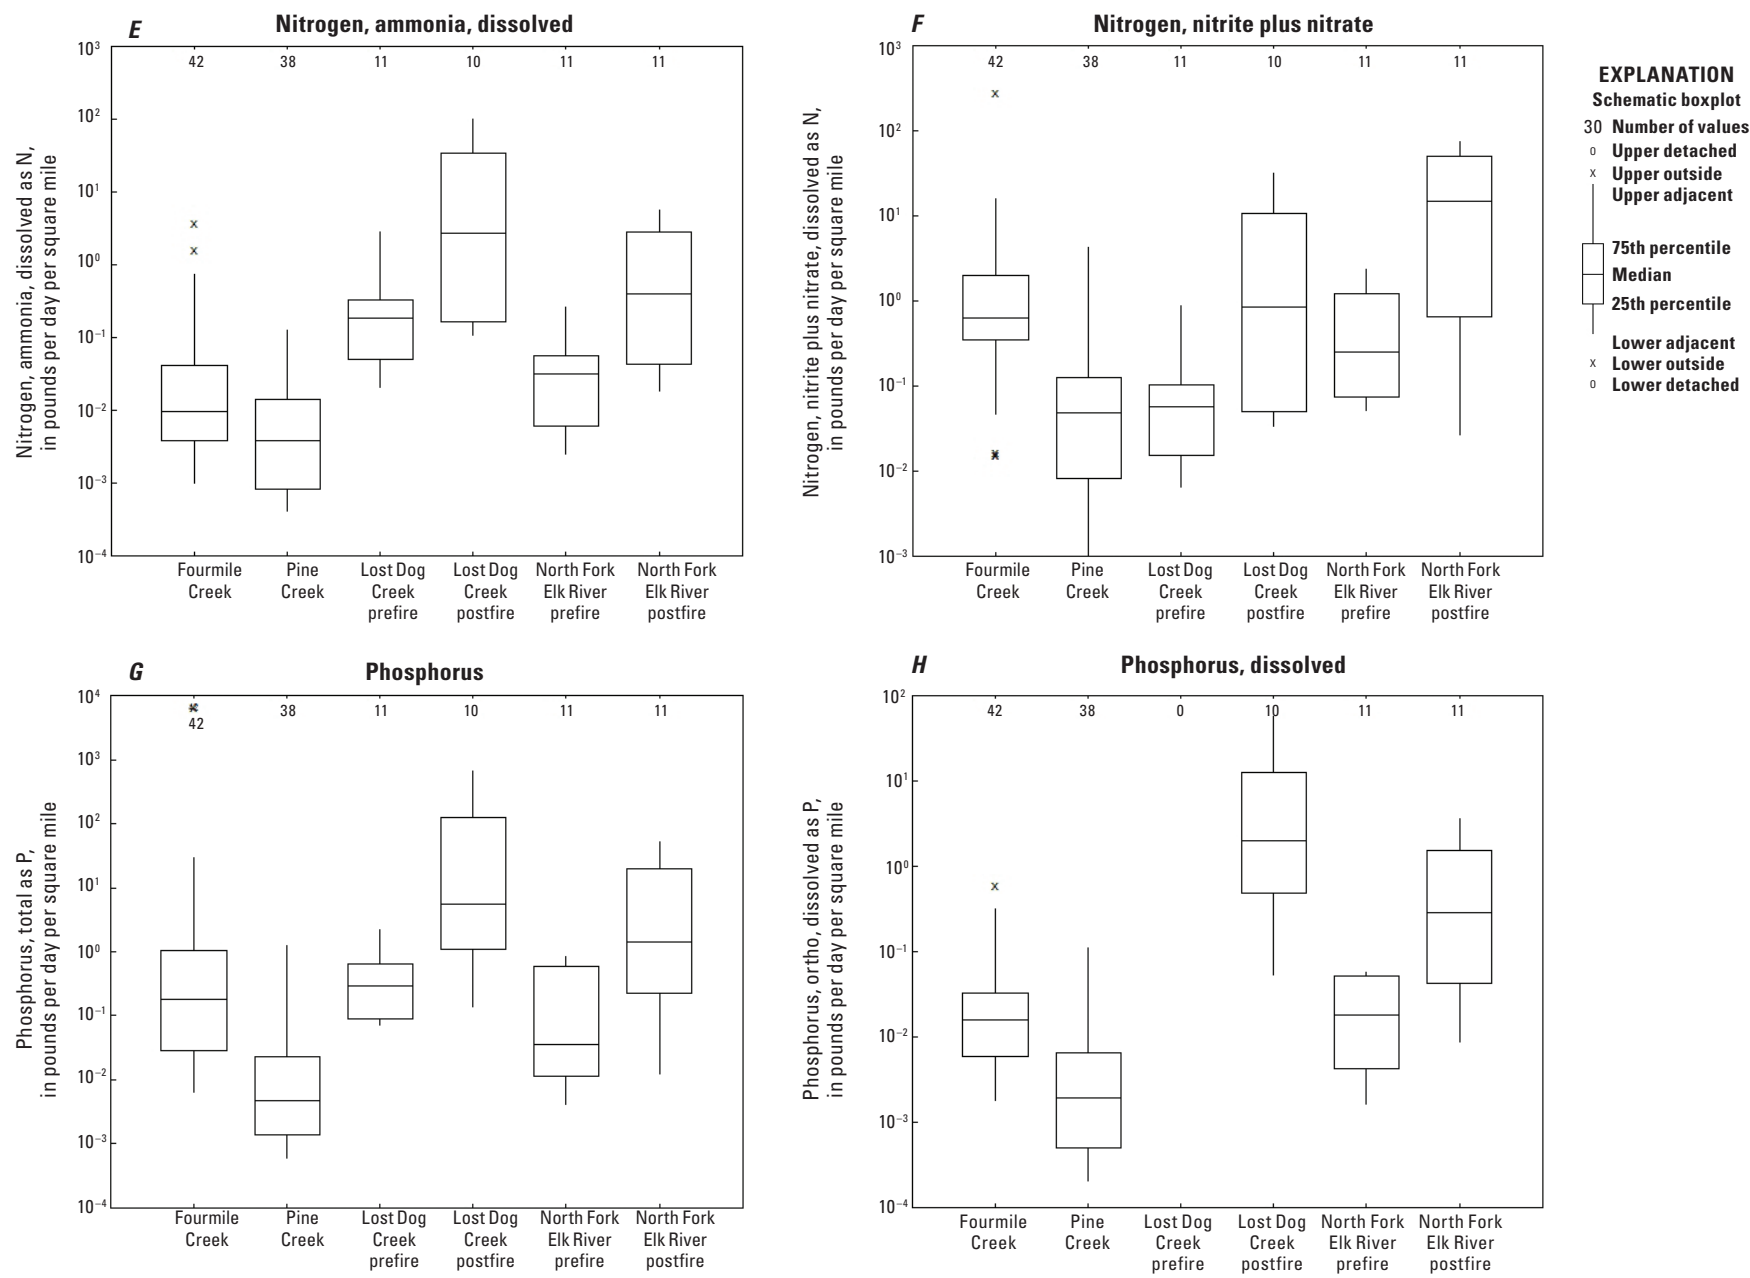 E Nitrogen, ammonia, dissolved
Nitrogen, ammonia, dissolved as N,
in pounds per day per square mile
10³
10²
10¹
10⁰
10⁻¹
10⁻²
10⁻³
10⁻⁴
42 38 11 10 11 11
x
x
Fourmile Creek
Pine Creek
Lost Dog Creek prefire
Lost Dog Creek postfire
North Fork Elk River prefire
North Fork Elk River postfire
F Nitrogen, nitrite plus nitrate
Nitrogen, nitrite plus nitrate, dissolved as N,
in pounds per day per square mile
10³
10²
10¹
10⁰
10⁻¹
10⁻²
10⁻³
42 38 11 10 11 11
x
x
Fourmile Creek
Pine Creek
Lost Dog Creek prefire
Lost Dog Creek postfire
North Fork Elk River prefire
North Fork Elk River postfire
EXPLANATION
Schematic boxplot
30 Number of values
o Upper detached
x Upper outside
Upper adjacent
75th percentile
Median
25th percentile
Lower adjacent
x Lower outside
o Lower detached
G Phosphorus
Phosphorus, total as P,
in pounds per day per square mile
10⁴
10³
10²
10¹
10⁰
10⁻¹
10⁻²
10⁻³
10⁻⁴
x
42 38 11 10 11 11
Fourmile Creek
Pine Creek
Lost Dog Creek prefire
Lost Dog Creek postfire
North Fork Elk River prefire
North Fork Elk River postfire
H Phosphorus, dissolved
Phosphorus, ortho, dissolved as P,
in pounds per day per square mile
10²
10¹
10⁰
10⁻¹
10⁻²
10⁻³
10⁻⁴
42 38 0 10 11 11
x
Fourmile Creek
Pine Creek
Lost Dog Creek prefire
Lost Dog Creek postfire
North Fork Elk River prefire
North Fork Elk River postfire